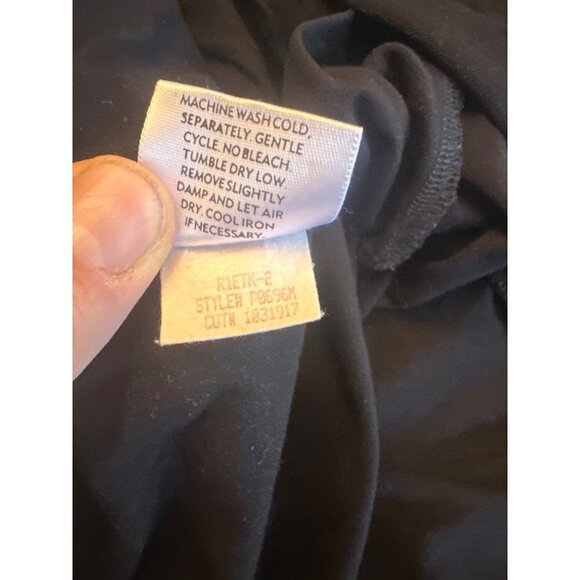 MACHINE WASH COLD,
SEPARATELY. GENTLE
CYCLE. NO BLEACH.
TUMBLE DRY LOW
REMOVE SLIGHTLY
DAMP AND LET AIR
DRY. COOL IRON
IF NECESSARY.
R1ETK-2
STYLE# P0696M
CUT# 1031917